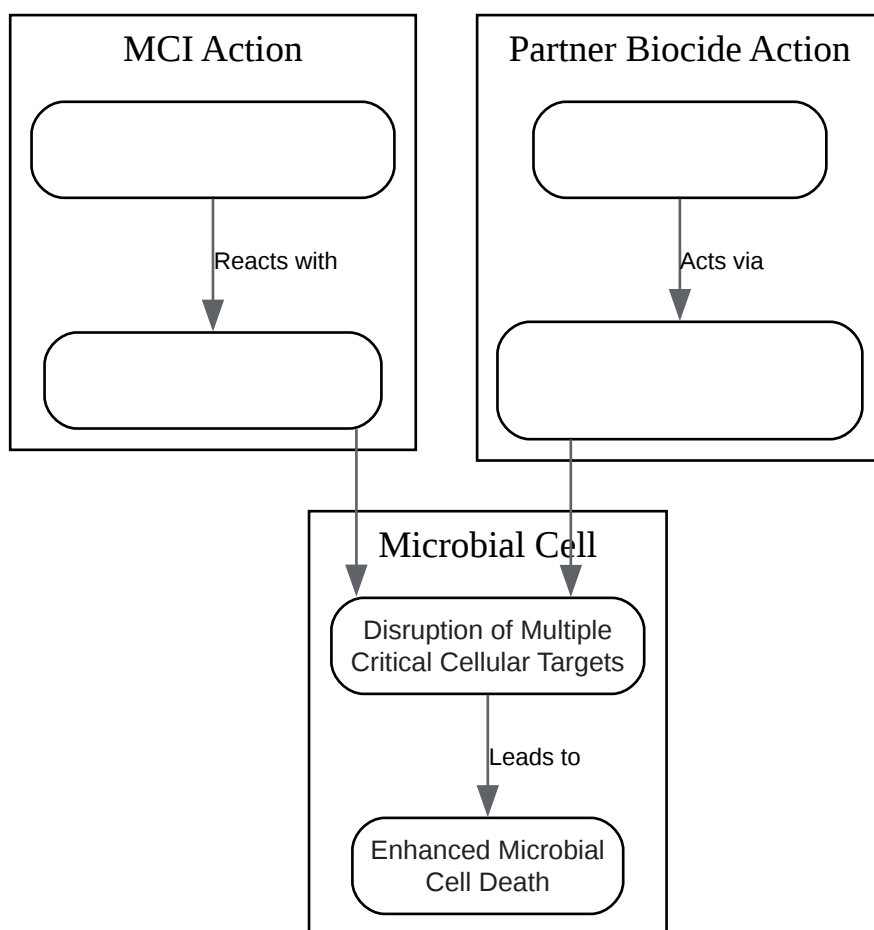 MCI Action
Partner Biocide Action
Reacts with
Acts via
Microbial Cell
Disruption of Multiple
Critical Cellular Targets
Leads to
Enhanced Microbial
Cell Death